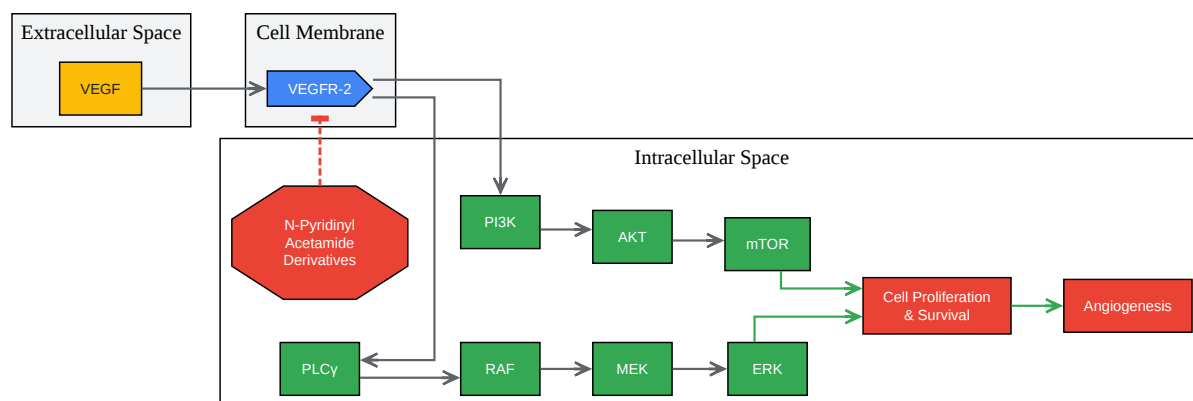 Extracellular Space
Cell Membrane
VEGF
VEGFR-2
Intracellular Space
N-Pyridinyl
Acetamide
Derivatives
PI3K
AKT
mTOR
Cell Proliferation
& Survival
Angiogenesis
PLCγ
RAF
MEK
ERK